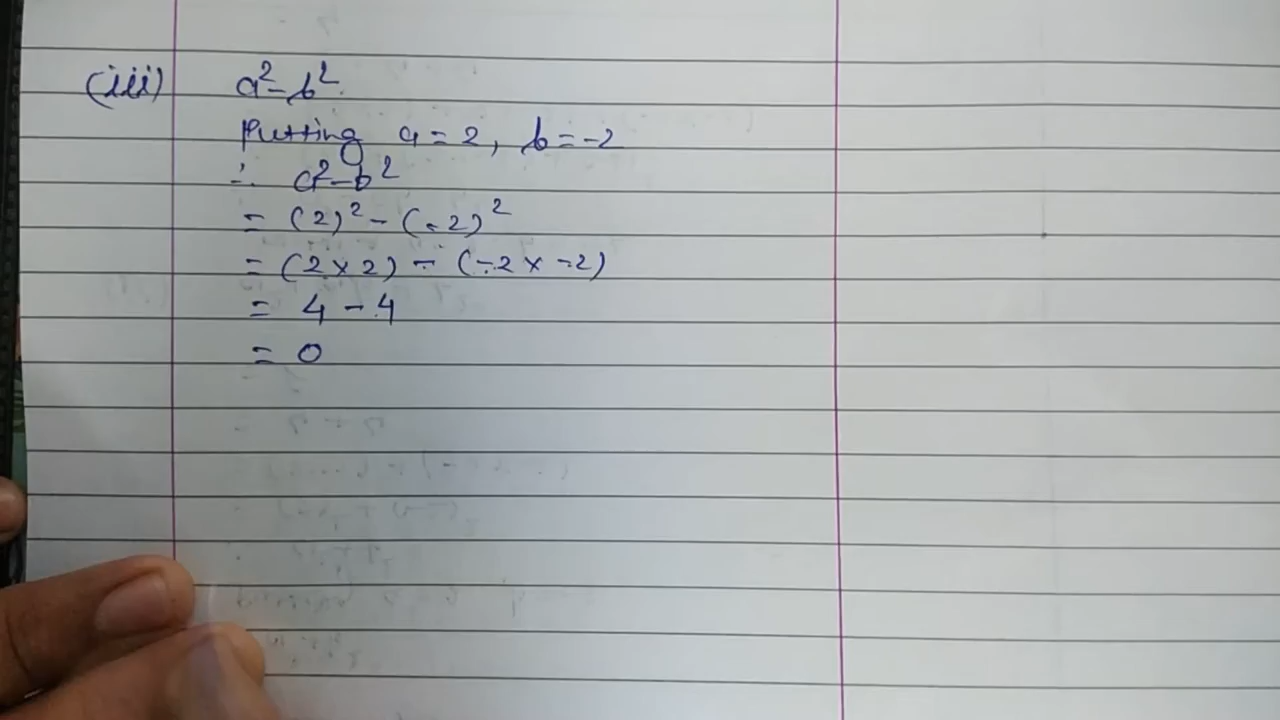 (iii) a² - b².
Putting a = 2, b = -2
∴ a² - b²
= (2)² - (-2)²
= (2 × 2) - (-2 × -2)
= 4 - 4
= 0